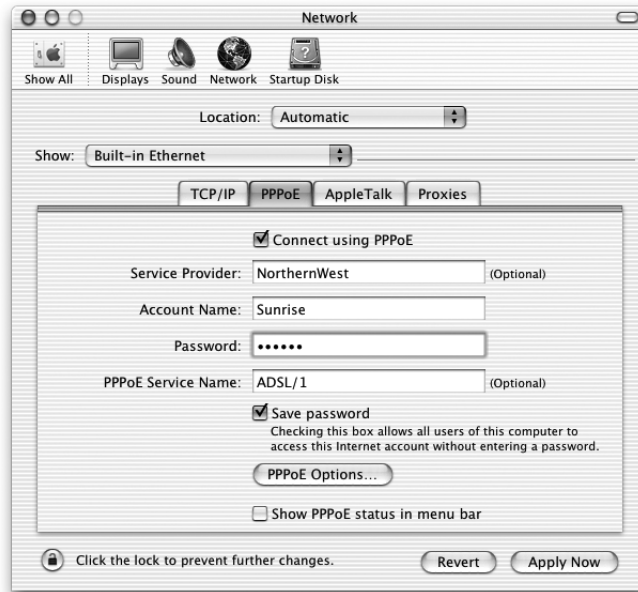 Network
Show All Displays Sound Network Startup Disk
Location: Automatic
Show: Built-in Ethernet
TCP/IP PPPoE AppleTalk Proxies
Connect using PPPoE
Service Provider: NorthernWest (Optional)
Account Name: Sunrise
Password: ••••••
PPPoE Service Name: ADSL/1 (Optional)
Save password
Checking this box allows all users of this computer to
access this Internet account without entering a password.
PPPoE Options...
Show PPPoE status in menu bar
Click the lock to prevent further changes. Revert Apply Now